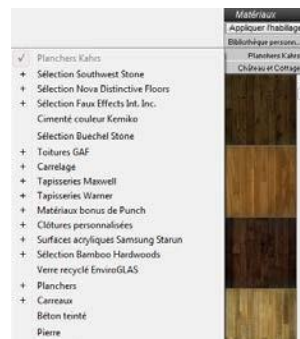 Matériaux
Appliquer l'habillage
Bibliothèque personn...
Planchers Kahrs
Château et Cottage
✓ Planchers Kahrs
+ Sélection Southwest Stone
+ Sélection Nova Distinctive Floors
+ Sélection Faux Effects Int. Inc.
Cimenté couleur Kemiko
Sélection Buechel Stone
+ Toitures GAF
+ Carrelage
+ Tapisseries Maxwell
+ Tapisseries Warner
+ Matériaux bonus de Punch
+ Clôtures personnalisées
+ Surfaces acryliques Samsung Starun
+ Sélection Bamboo Hardwoods
Verre recyclé EnviroGLAS
+ Planchers
+ Carreaux
Béton teinté
Pierre